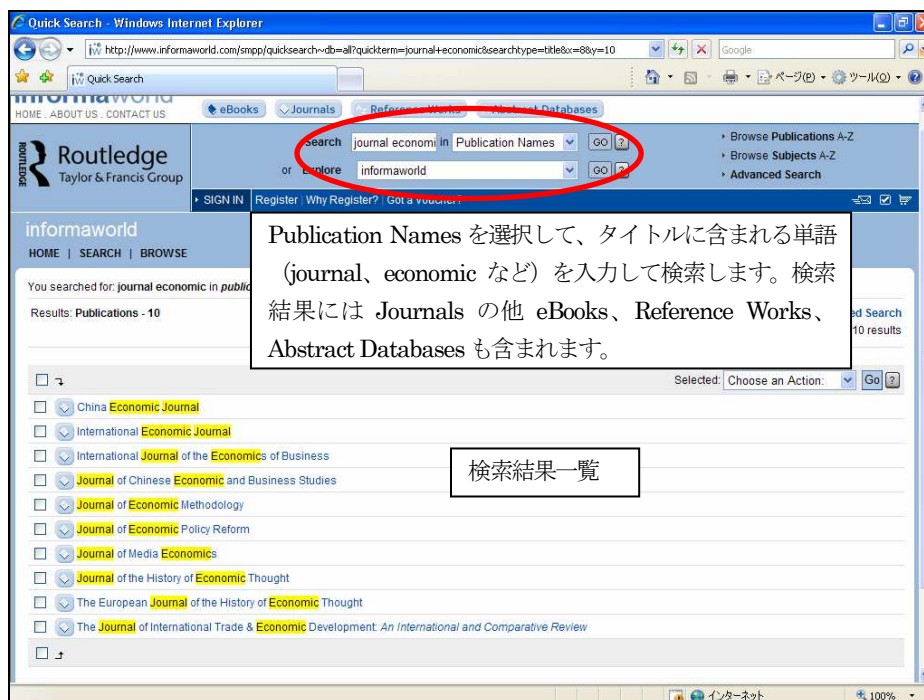 Quick Search - Windows Internet Explorer
http://www.informaworld.com/smpp/quicksearch~db=all?quickterm=journal+economic&searchtype=title&x=8&y=10
Google
Quick Search
ページ(P) ツール(O)
informaworld
HOME . ABOUT US . CONTACT US
eBooks Journals Reference Works Abstract Databases
ROUTLEDGE
Routledge
Taylor & Francis Group
Search journal economi in Publication Names GO ?
or Explore informaworld GO ?
Browse Publications A-Z
Browse Subjects A-Z
Advanced Search
SIGN IN Register | Why Register? | Got a Voucher?
informaworld
HOME | SEARCH | BROWSE
Publication Names を選択して、タイトルに含まれる単語
（journal、economic など）を入力して検索します。検索
結果には Journals の他 eBooks、Reference Works、
Abstract Databases も含まれます。
You searched for: journal economic in public
Results: Publications - 10
ed Search
10 results
Selected: Choose an Action: Go ?
China Economic Journal
International Economic Journal
International Journal of the Economics of Business
Journal of Chinese Economic and Business Studies
Journal of Economic Methodology
Journal of Economic Policy Reform
Journal of Media Economics
Journal of the History of Economic Thought
The European Journal of the History of Economic Thought
The Journal of International Trade & Economic Development: An International and Comparative Review
検索結果一覧
インターネット
100%